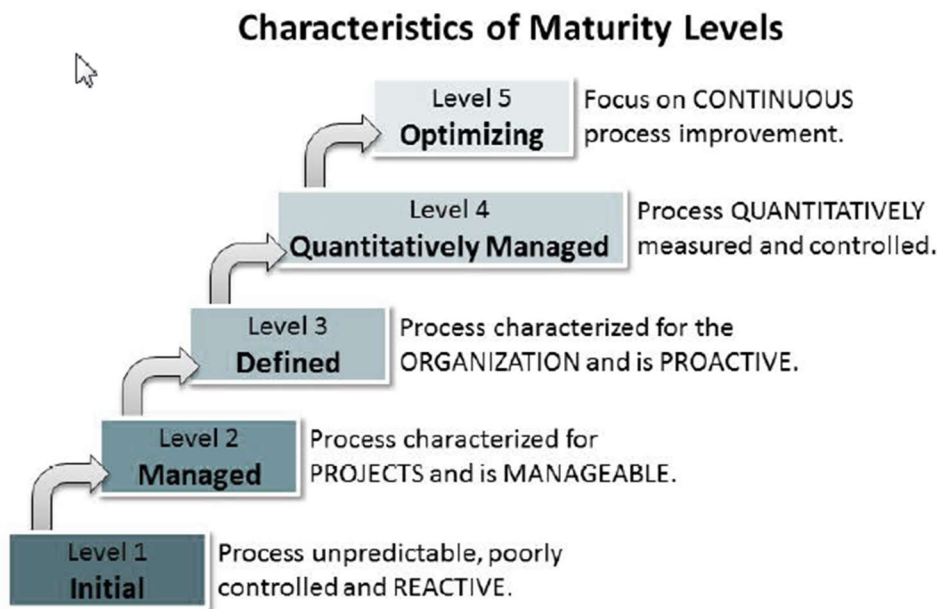 Characteristics of Maturity Levels
Level 5
Optimizing
Focus on CONTINUOUS
process improvement.
Level 4
Quantitatively Managed
Process QUANTITATIVELY
measured and controlled.
Level 3
Defined
Process characterized for the
ORGANIZATION and is PROACTIVE.
Level 2
Managed
Process characterized for
PROJECTS and is MANAGEABLE.
Level 1
Initial
Process unpredictable, poorly
controlled and REACTIVE.